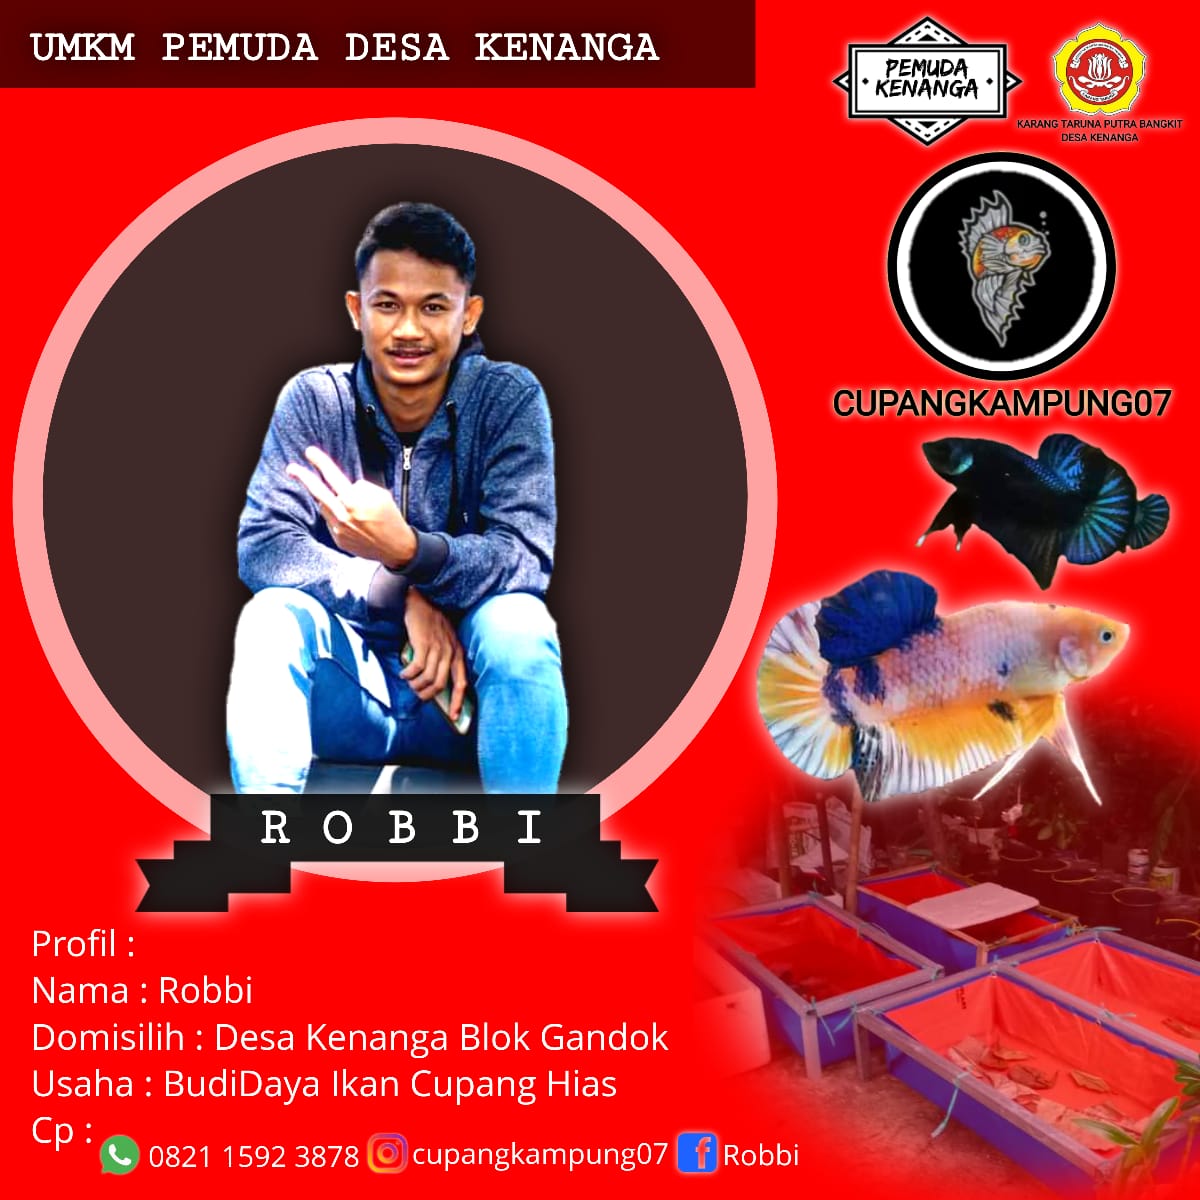 UMKM PEMUDA DESA KENANGA
PEMUDA
KENANGA
KARANG TARUNA PUTRA BANGKIT
DESA KENANGA
CUPANGKAMPUNG07
ROBBI
Profil :
Nama : Robbi
Domisilih : Desa Kenanga Blok Gandok
Usaha : BudiDaya Ikan Cupang Hias
Cp :
0821 1592 3878 cupangkampung07 Robbi